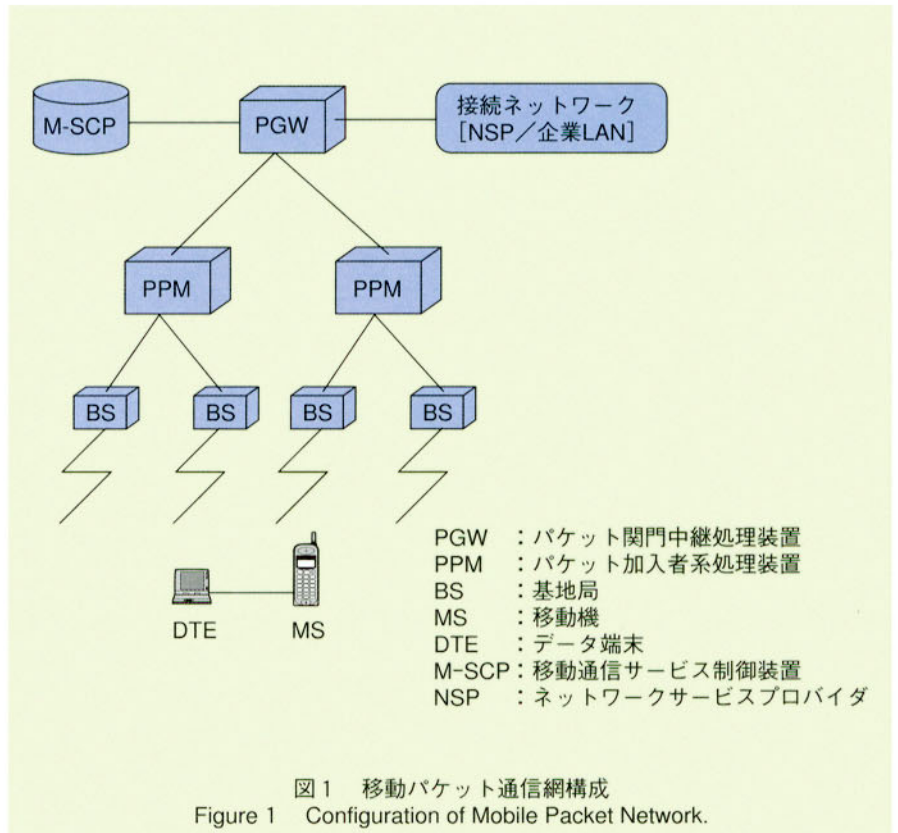 M-SCP
PGW
接続ネットワーク
[NSP/企業LAN]
PPM
PPM
BS
BS
BS
BS
DTE
MS
PGW :パケット関門中継処理装置
PPM :パケット加入者系処理装置
BS :基地局
MS :移動機
DTE :データ端末
M-SCP:移動通信サービス制御装置
NSP :ネットワークサービスプロバイダ
図1 移動パケット通信網構成
Figure 1 Configuration of Mobile Packet Network.